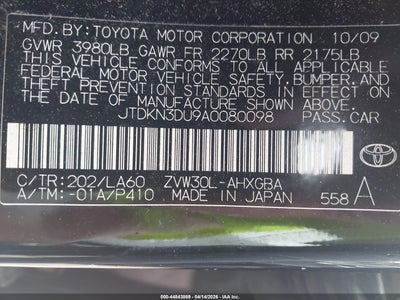 MFD.BY:TOYOTA MOTOR CORPORATION 10/09
GVWR 3980LB GAWR FR 2270LB RR 2175LB
THIS VEHICLE CONFORMS TO ALL APPLICABLE
FEDERAL MOTOR VEHICLE SAFETY, BUMPER, AND
THEFT PREVENTION STANDARDS IN EFFECT ON
THE DATE OF MANUFACTURE SHOWN ABOVE.
JTDKN3DU9A0080098 PASS.CAR
C/TR:202/LA60 ZVW30L-AHXGBA
A/TM:-01A/P410 MADE IN JAPAN 558 A
TOYOTA
000-44843069 - 04/14/2026 - IAA Inc.